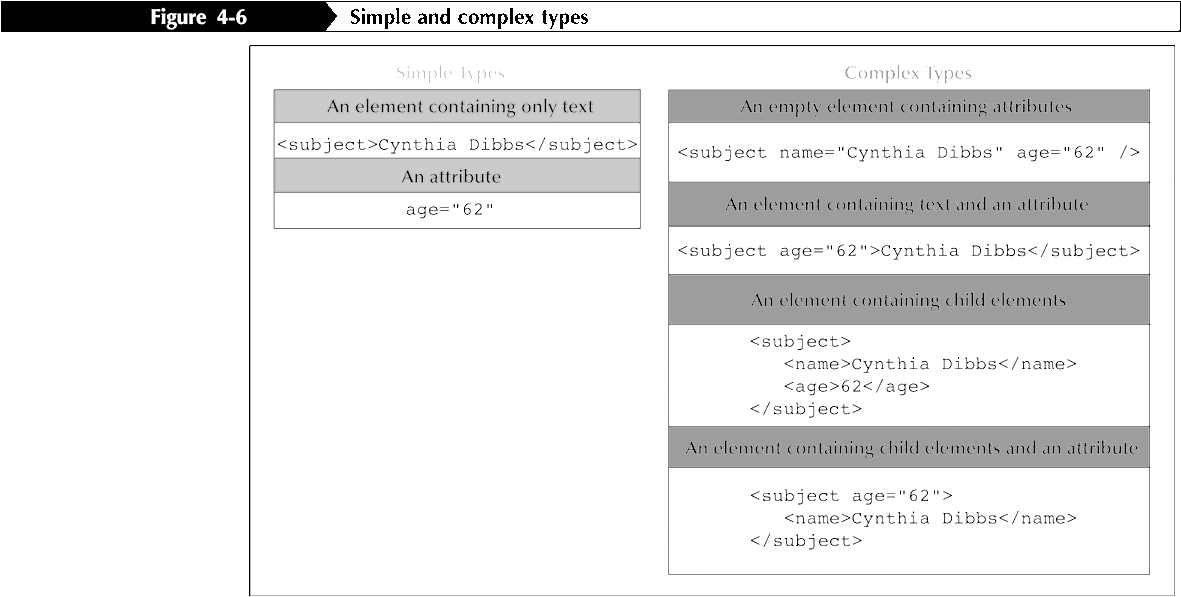 Figure 4-6 Simple and complex types
Simple Types
An element containing only text
<subject>Cynthia Dibbs</subject>
An attribute
age="62"
Complex Types
An empty element containing attributes
<subject name="Cynthia Dibbs" age="62" />
An element containing text and an attribute
<subject age="62">Cynthia Dibbs</subject>
An element containing child elements
<subject>
<name>Cynthia Dibbs</name>
<age>62</age>
</subject>
An element containing child elements and an attribute
<subject age="62">
<name>Cynthia Dibbs</name>
</subject>